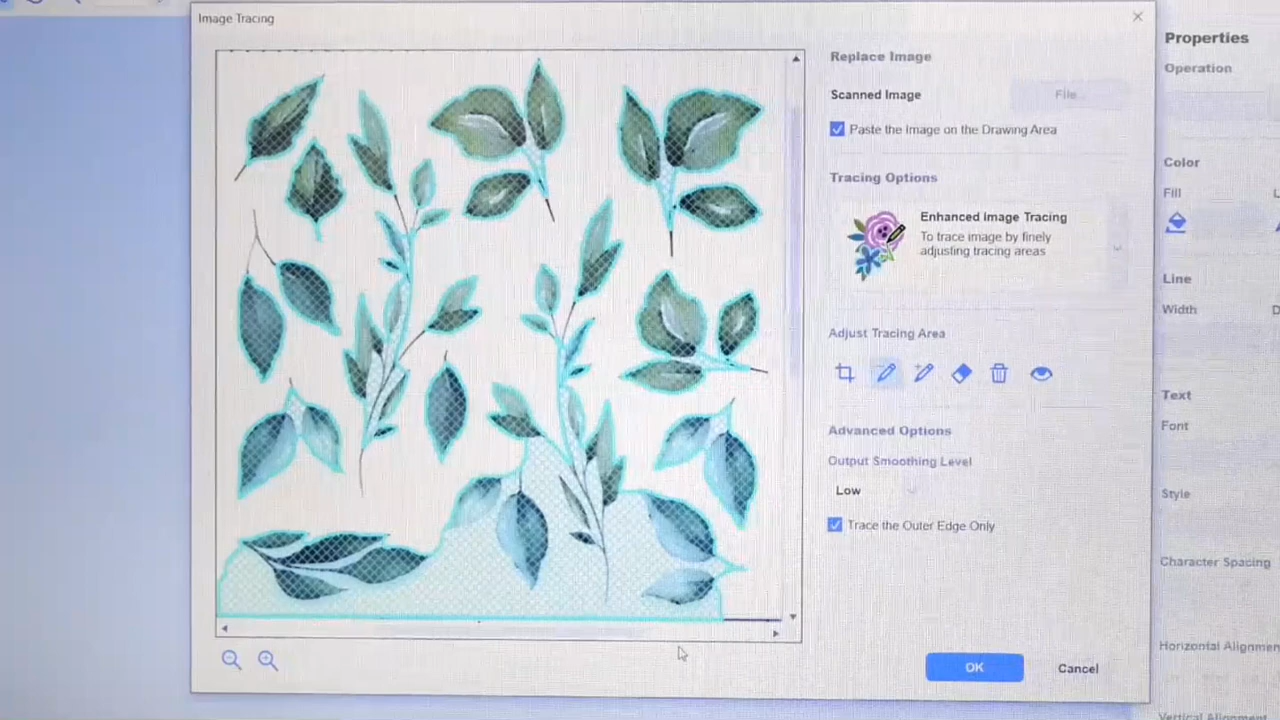 Image Tracing
Replace Image
Scanned Image
File
Paste the Image on the Drawing Area
Tracing Options
Enhanced Image Tracing
To trace image by finely
adjusting tracing areas
Adjust Tracing Area
Advanced Options
Output Smoothing Level
Low
Trace the Outer Edge Only
OK
Cancel
Properties
Operation
Color
Fill
Line
Width
Text
Font
Style
Character Spacing
Horizontal